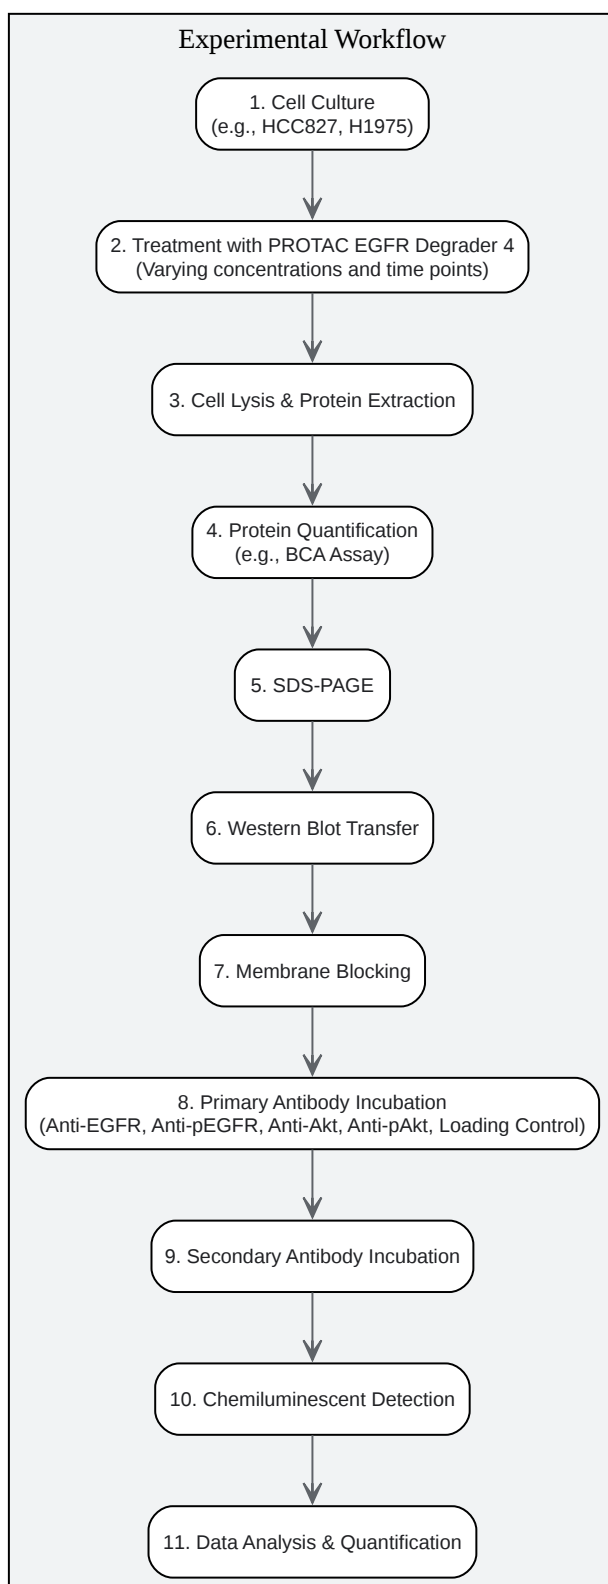 Experimental Workflow
1. Cell Culture
(e.g., HCC827, H1975)
2. Treatment with PROTAC EGFR Degrader 4
(Varying concentrations and time points)
3. Cell Lysis & Protein Extraction
4. Protein Quantification
(e.g., BCA Assay)
5. SDS-PAGE
6. Western Blot Transfer
7. Membrane Blocking
8. Primary Antibody Incubation
(Anti-EGFR, Anti-pEGFR, Anti-Akt, Anti-pAkt, Loading Control)
9. Secondary Antibody Incubation
10. Chemiluminescent Detection
11. Data Analysis & Quantification